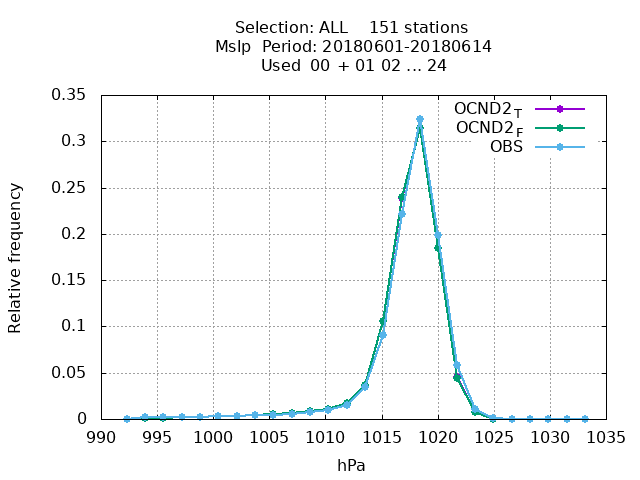 Selection: ALL    151 stations
Mslp  Period: 20180601-20180614
Used  00 + 01 02 ... 24
0.35
0.3
0.25
0.2
0.15
0.1
0.05
0
Relative frequency
OCND2_T
OCND2_F
OBS
990 995 1000 1005 1010 1015 1020 1025 1030 1035
hPa